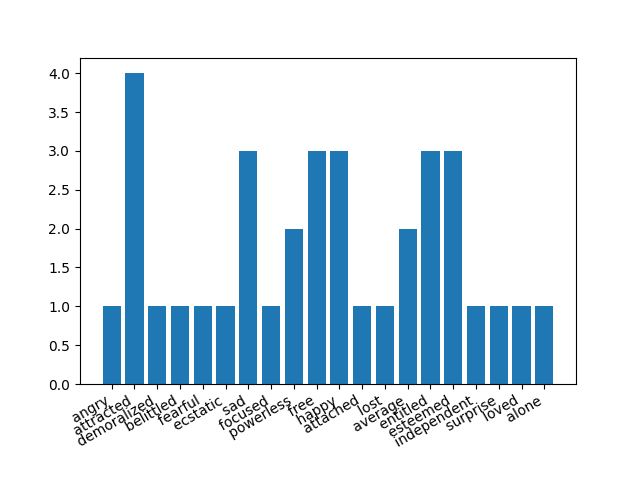 4.0
3.5
3.0
2.5
2.0
1.5
1.0
0.5
0.0
angry
attracted
demoralized
belittled
fearful
ecstatic
sad
focused
powerless
free
happy
attached
lost
average
entitled
esteemed
independent
surprise
loved
alone